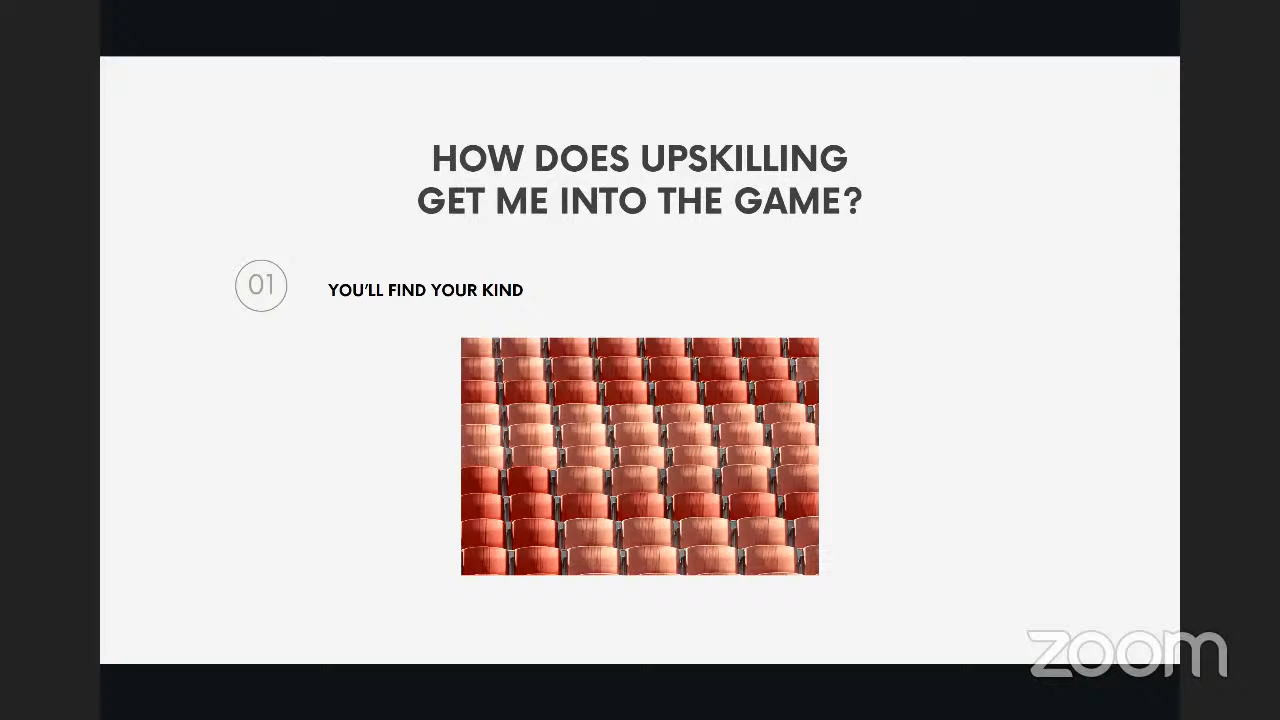 HOW DOES UPSKILLING
GET ME INTO THE GAME?
01
YOU'LL FIND YOUR KIND
zoom